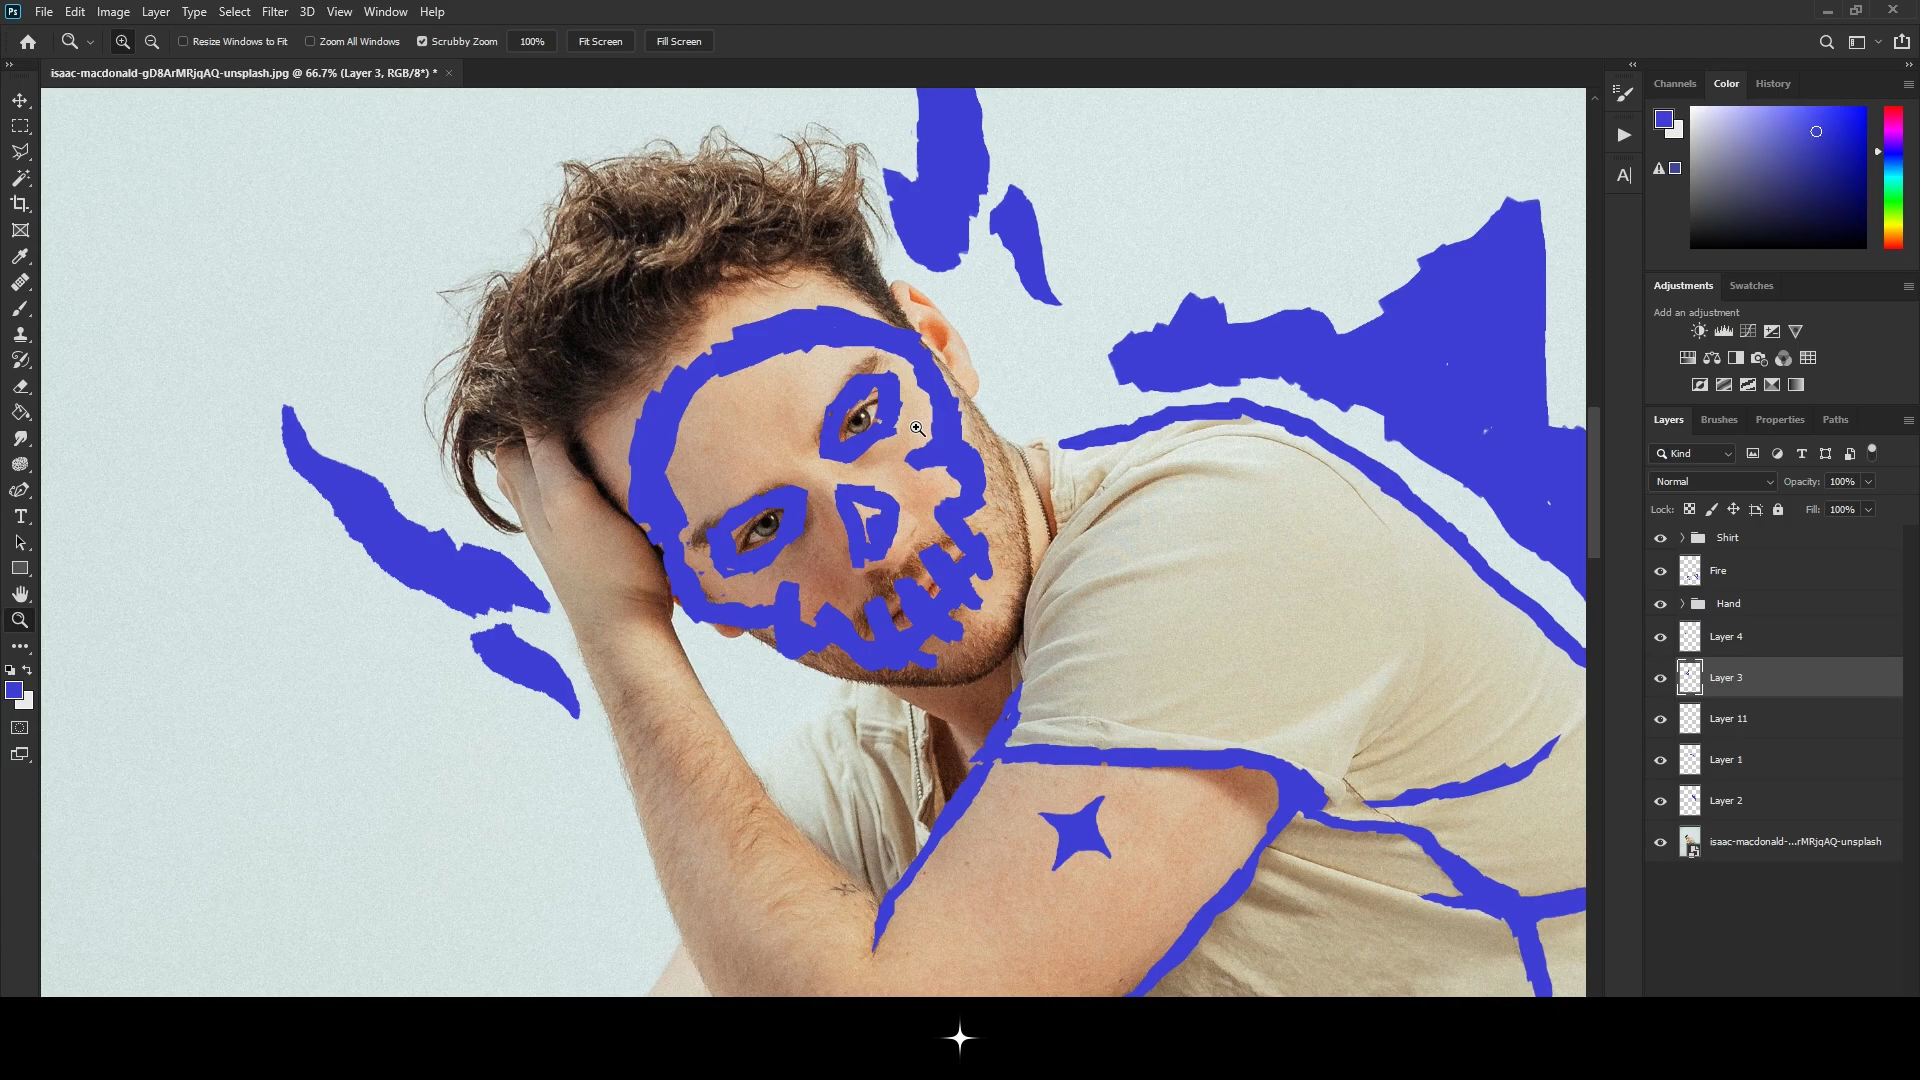 Ps File Edit Image Layer Type Select Filter 3D View Window Help
Resize Windows to Fit Zoom All Windows Scrubby Zoom 100% Fit Screen Fill Screen
isaac-macdonald-gD8ArMRjqAQ-unsplash.jpg @ 66.7% (Layer 3, RGB/8*) *
Channels Color History
Adjustments Swatches
Add an adjustment
Layers Brushes Properties Paths
Kind
Normal Opacity: 100%
Lock: Fill: 100%
Shirt
Fire
Hand
Layer 4
Layer 3
Layer 11
Layer 1
Layer 2
isaac-macdonald-...rMRjqAQ-unsplash